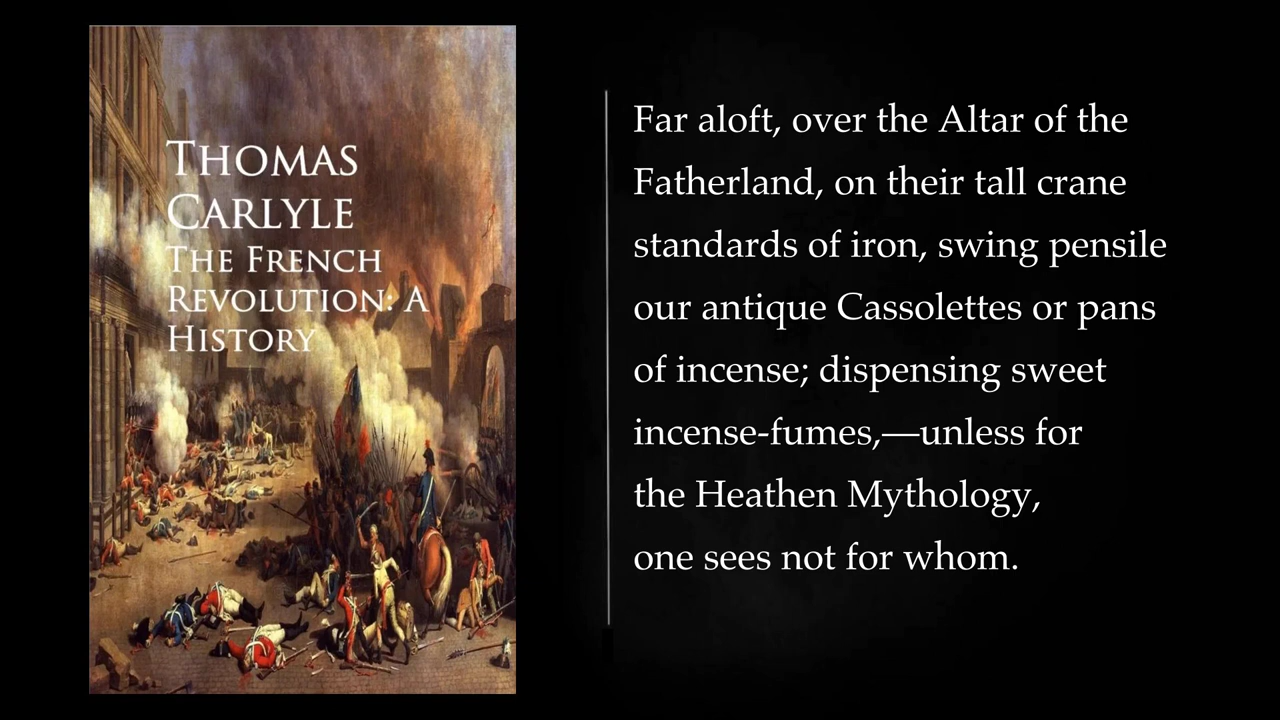 THOMAS
CARLYLE
THE FRENCH
REVOLUTION: A
HISTORY
Far aloft, over the Altar of the
Fatherland, on their tall crane
standards of iron, swing pensile
our antique Cassolettes or pans
of incense; dispensing sweet
incense-fumes,—unless for
the Heathen Mythology,
one sees not for whom.